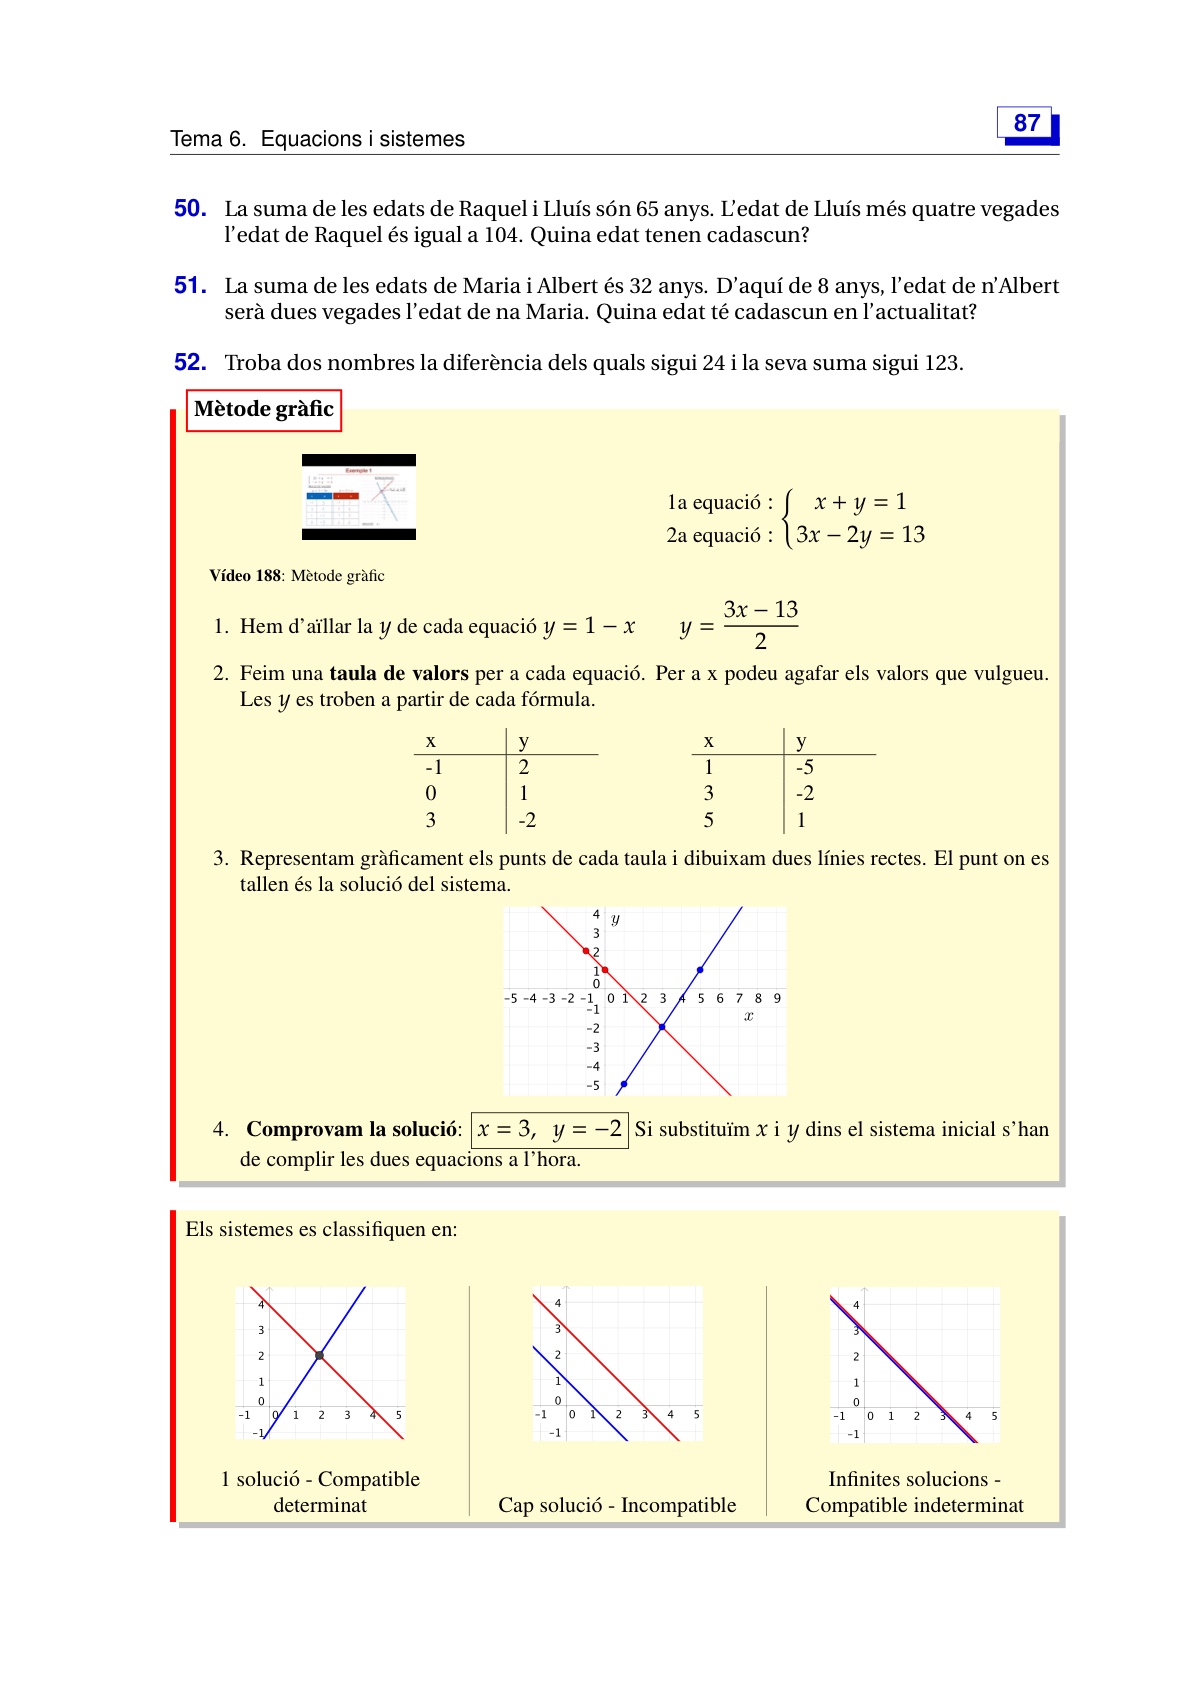 Tema 6. Equacions i sistemes
87
50. La suma de les edats de Raquel i Lluís són 65 anys. L'edat de Lluís més quatre vegades
l'edat de Raquel és igual a 104. Quina edat tenen cadascun?
51. La suma de les edats de Maria i Albert és 32 anys. D'aquí de 8 anys, l'edat de n'Albert
serà dues vegades l'edat de na Maria. Quina edat té cadascun en l'actualitat?
52. Troba dos nombres la diferència dels quals sigui 24 i la seva suma sigui 123.
Mètode gràfic
Exemple 1
1a equació : { x + y = 1
2a equació : { 3x − 2y = 13
Vídeo 188: Mètode gràfic
1. Hem d'aïllar la y de cada equació y = 1 − x y = (3x − 13)/2
2. Feim una taula de valors per a cada equació. Per a x podeu agafar els valors que vulgueu.
Les y es troben a partir de cada fórmula.
x y x y
-1 2 1 -5
0 1 3 -2
3 -2 5 1
3. Representam gràficament els punts de cada taula i dibuixam dues línies rectes. El punt on es
tallen és la solució del sistema.
4 y
3
2
1
0
−5 −4 −3 −2 −1 0 1 2 3 4 5 6 7 8 9
−1 x
−2
−3
−4
−5
4. Comprovam la solució: x = 3, y = −2 Si substituïm x i y dins el sistema inicial s'han
de complir les dues equacions a l'hora.
Els sistemes es classifiquen en:
4
3
2
1
0
−1 0 1 2 3 4 5
−1
4
3
2
1
0
−1 0 1 2 3 4 5
−1
4
3
2
1
0
−1 0 1 2 3 4 5
−1
1 solució - Compatible
determinat
Cap solució - Incompatible
Infinites solucions -
Compatible indeterminat